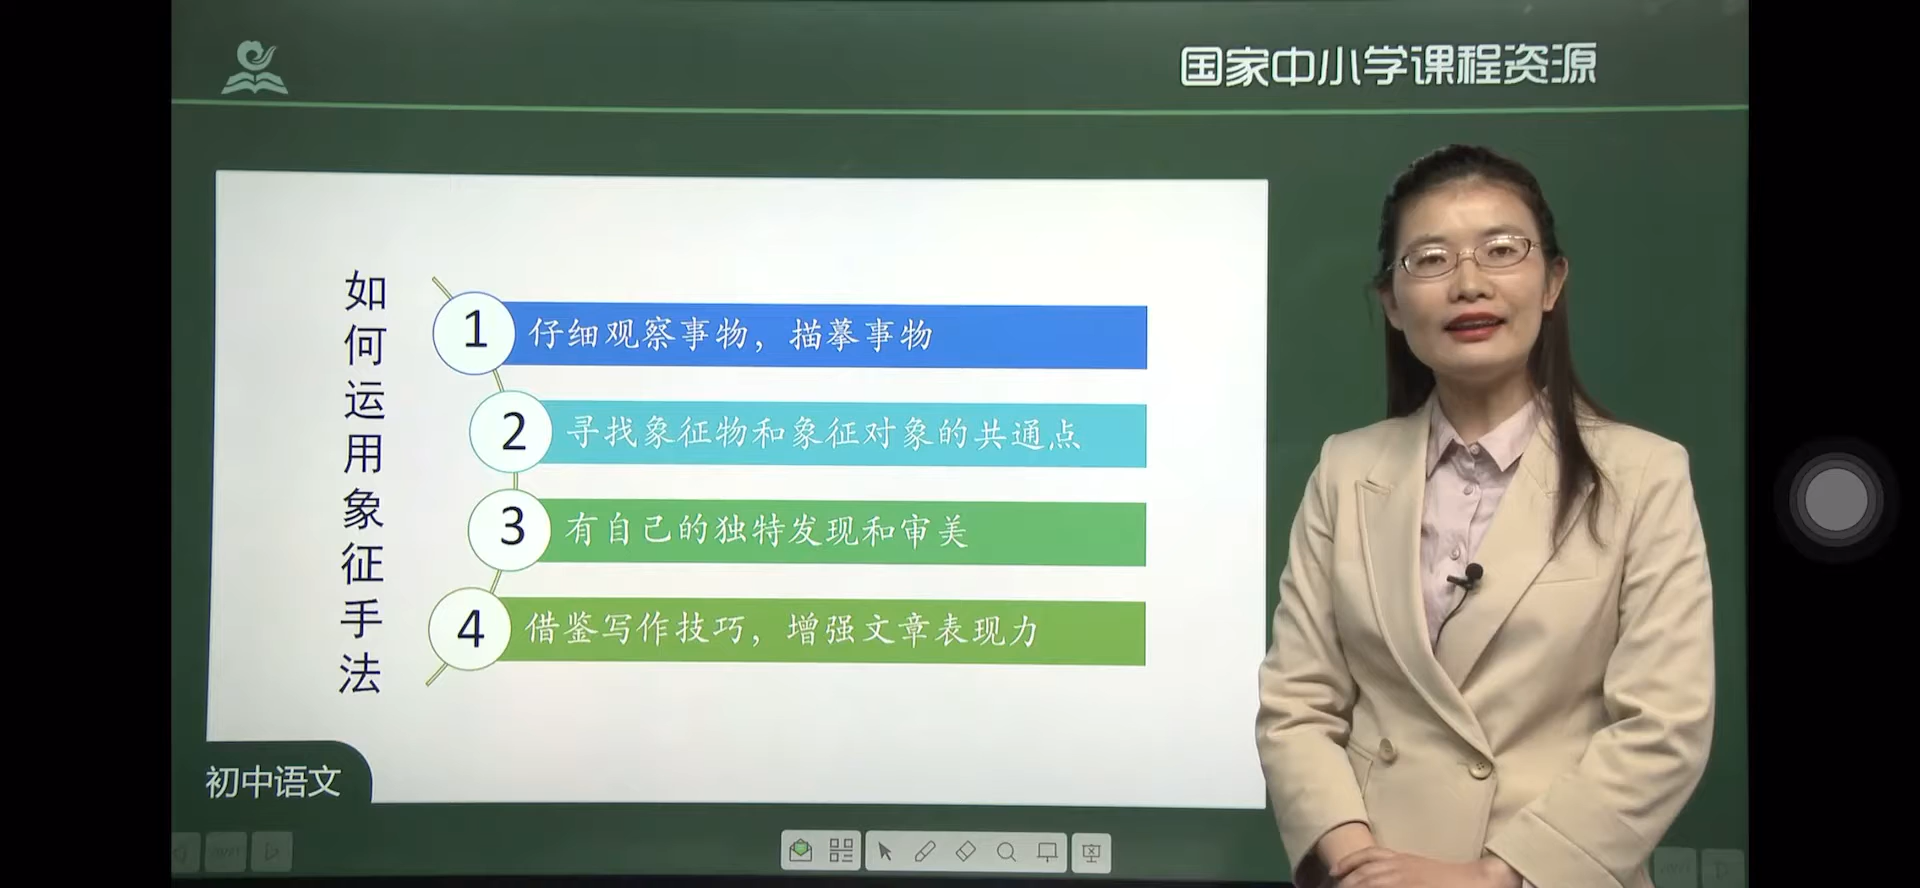 国家中小学课程资源
如何运用象征手法
1 仔细观察事物，描摹事物
2 寻找象征物和象征对象的共通点
3 有自己的独特发现和审美
4 借鉴写作技巧，增强文章表现力
初中语文